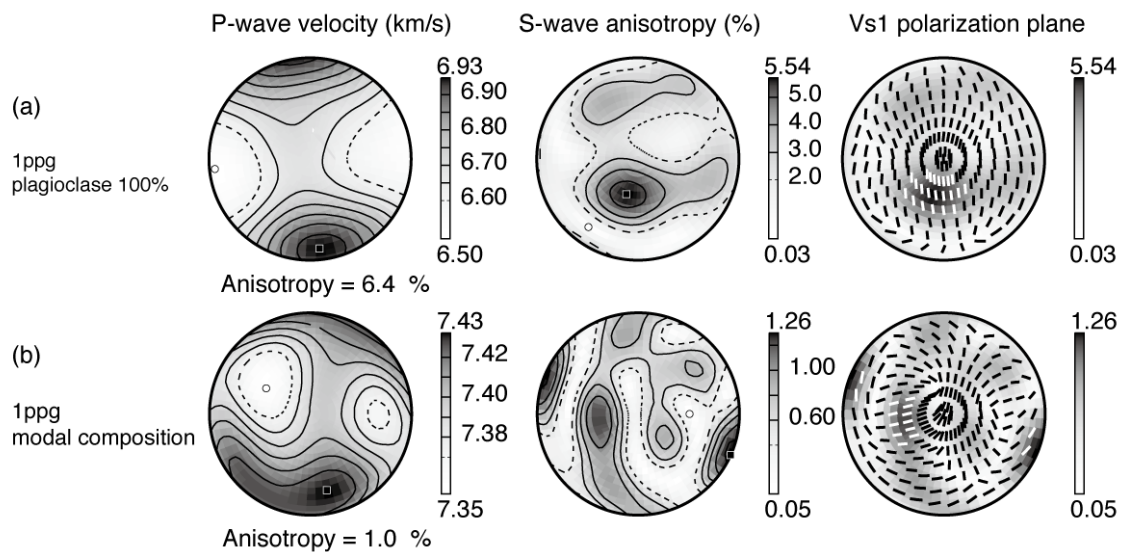 P-wave velocity (km/s) S-wave anisotropy (%) Vs1 polarization plane
(a)
1ppg
plagioclase 100%
6.93
6.90
6.80
6.70
6.60
6.50
Anisotropy = 6.4 %
5.54
5.0
4.0
3.0
2.0
0.03
5.54
0.03
(b)
1ppg
modal composition
7.43
7.42
7.40
7.38
7.35
Anisotropy = 1.0 %
1.26
1.00
0.60
0.05
1.26
0.05